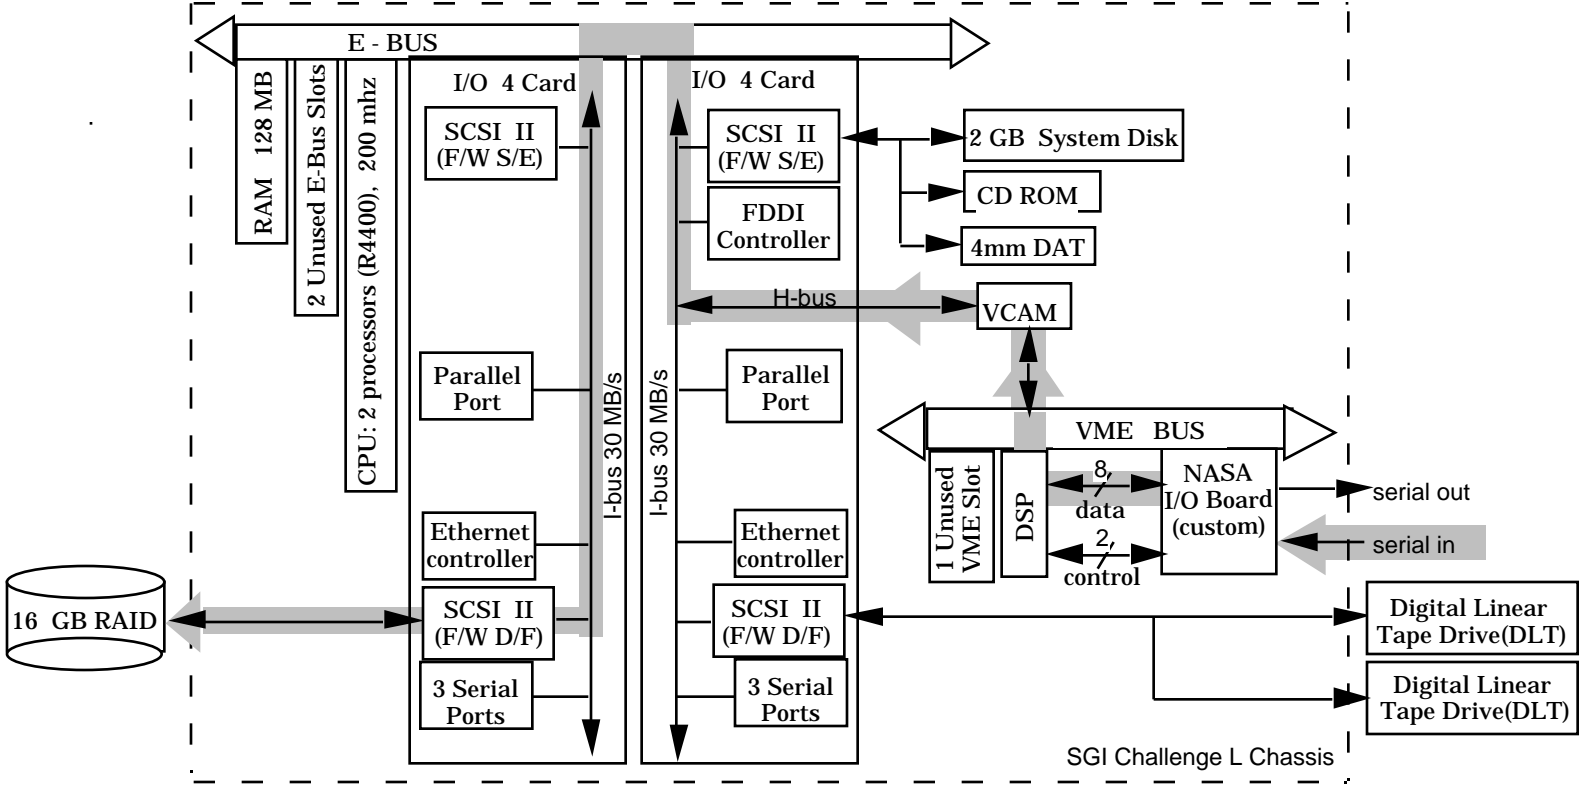 E - BUS
RAM 128 MB
2 Unused E-Bus Slots
CPU: 2 processors (R4400), 200 mhz
I/O 4 Card
SCSI II
(F/W S/E)
Parallel
Port
Ethernet
controller
SCSI II
(F/W D/F)
3 Serial
Ports
I-bus 30 MB/s
16 GB RAID
I/O 4 Card
SCSI II
(F/W S/E)
FDDI
Controller
H-bus
Parallel
Port
Ethernet
controller
SCSI II
(F/W D/F)
3 Serial
Ports
I-bus 30 MB/s
2 GB System Disk
CD ROM
4mm DAT
VCAM
VME BUS
1 Unused
VME Slot
DSP
8
data
2
control
NASA
I/O Board
(custom)
serial out
serial in
Digital Linear
Tape Drive(DLT)
Digital Linear
Tape Drive(DLT)
SGI Challenge L Chassis